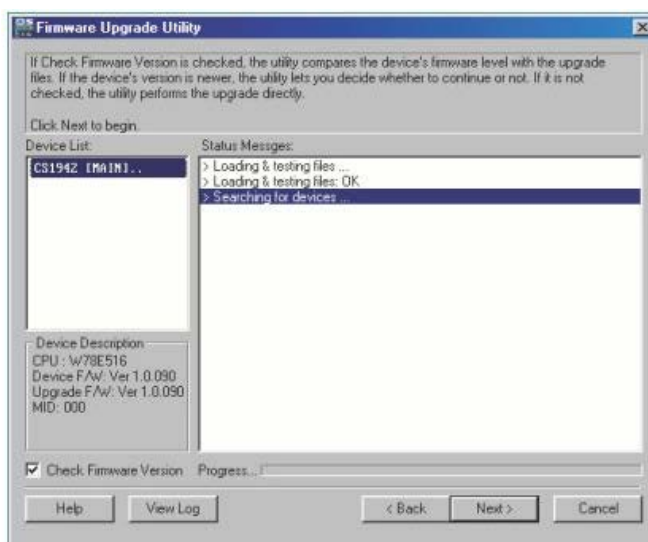 Firmware Upgrade Utility
If Check Firmware Version is checked, the utility compares the device's firmware level with the upgrade
files. If the device's version is newer, the utility lets you decide whether to continue or not. If it is not
checked, the utility performs the upgrade directly.
Click Next to begin.
Device List:
Status Messges:
CS1942 [MAIN]..
> Loading & testing files ...
> Loading & testing files: OK
> Searching for devices ...
Device Description
CPU : W78E516
Device F/W: Ver 1.0.090
Upgrade F/W: Ver 1.0.090
MID: 000
Check Firmware Version
Progress...
Help
View Log
< Back
Next >
Cancel